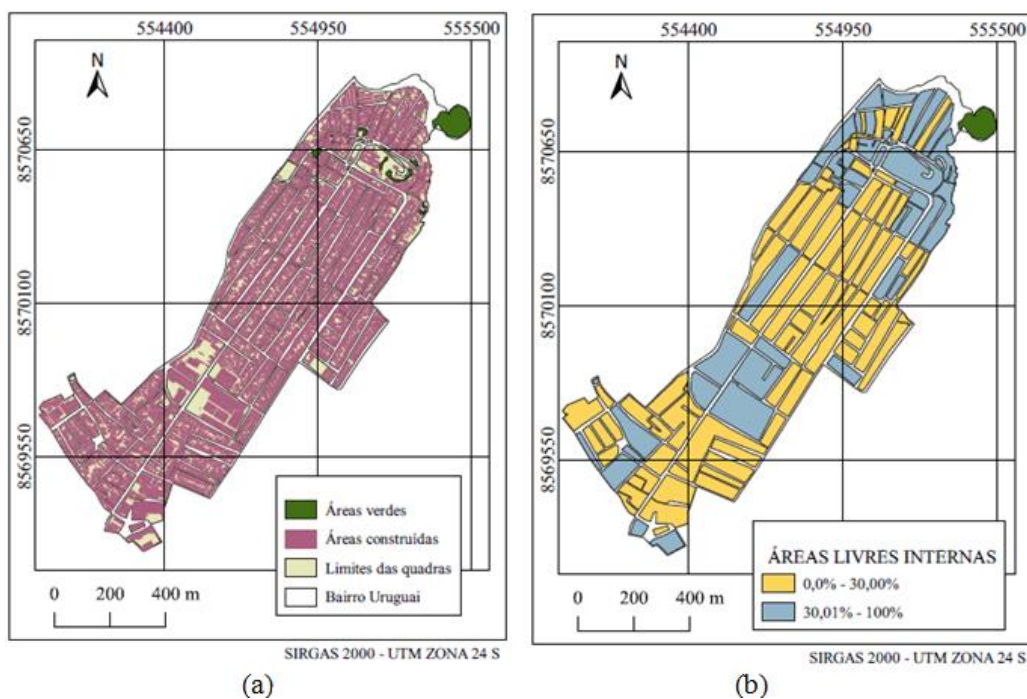 554400 554950 555500
N
8570650
8570100
8569550
Áreas verdes
Áreas construídas
Limites das quadras
Bairro Uruguai
0 200 400 m
SIRGAS 2000 - UTM ZONA 24 S
(a)
554400 554950 555500
N
8570650
8570100
8569550
ÁREAS LIVRES INTERNAS
0,0% - 30,00%
30,01% - 100%
0 200 400 m
SIRGAS 2000 - UTM ZONA 24 S
(b)